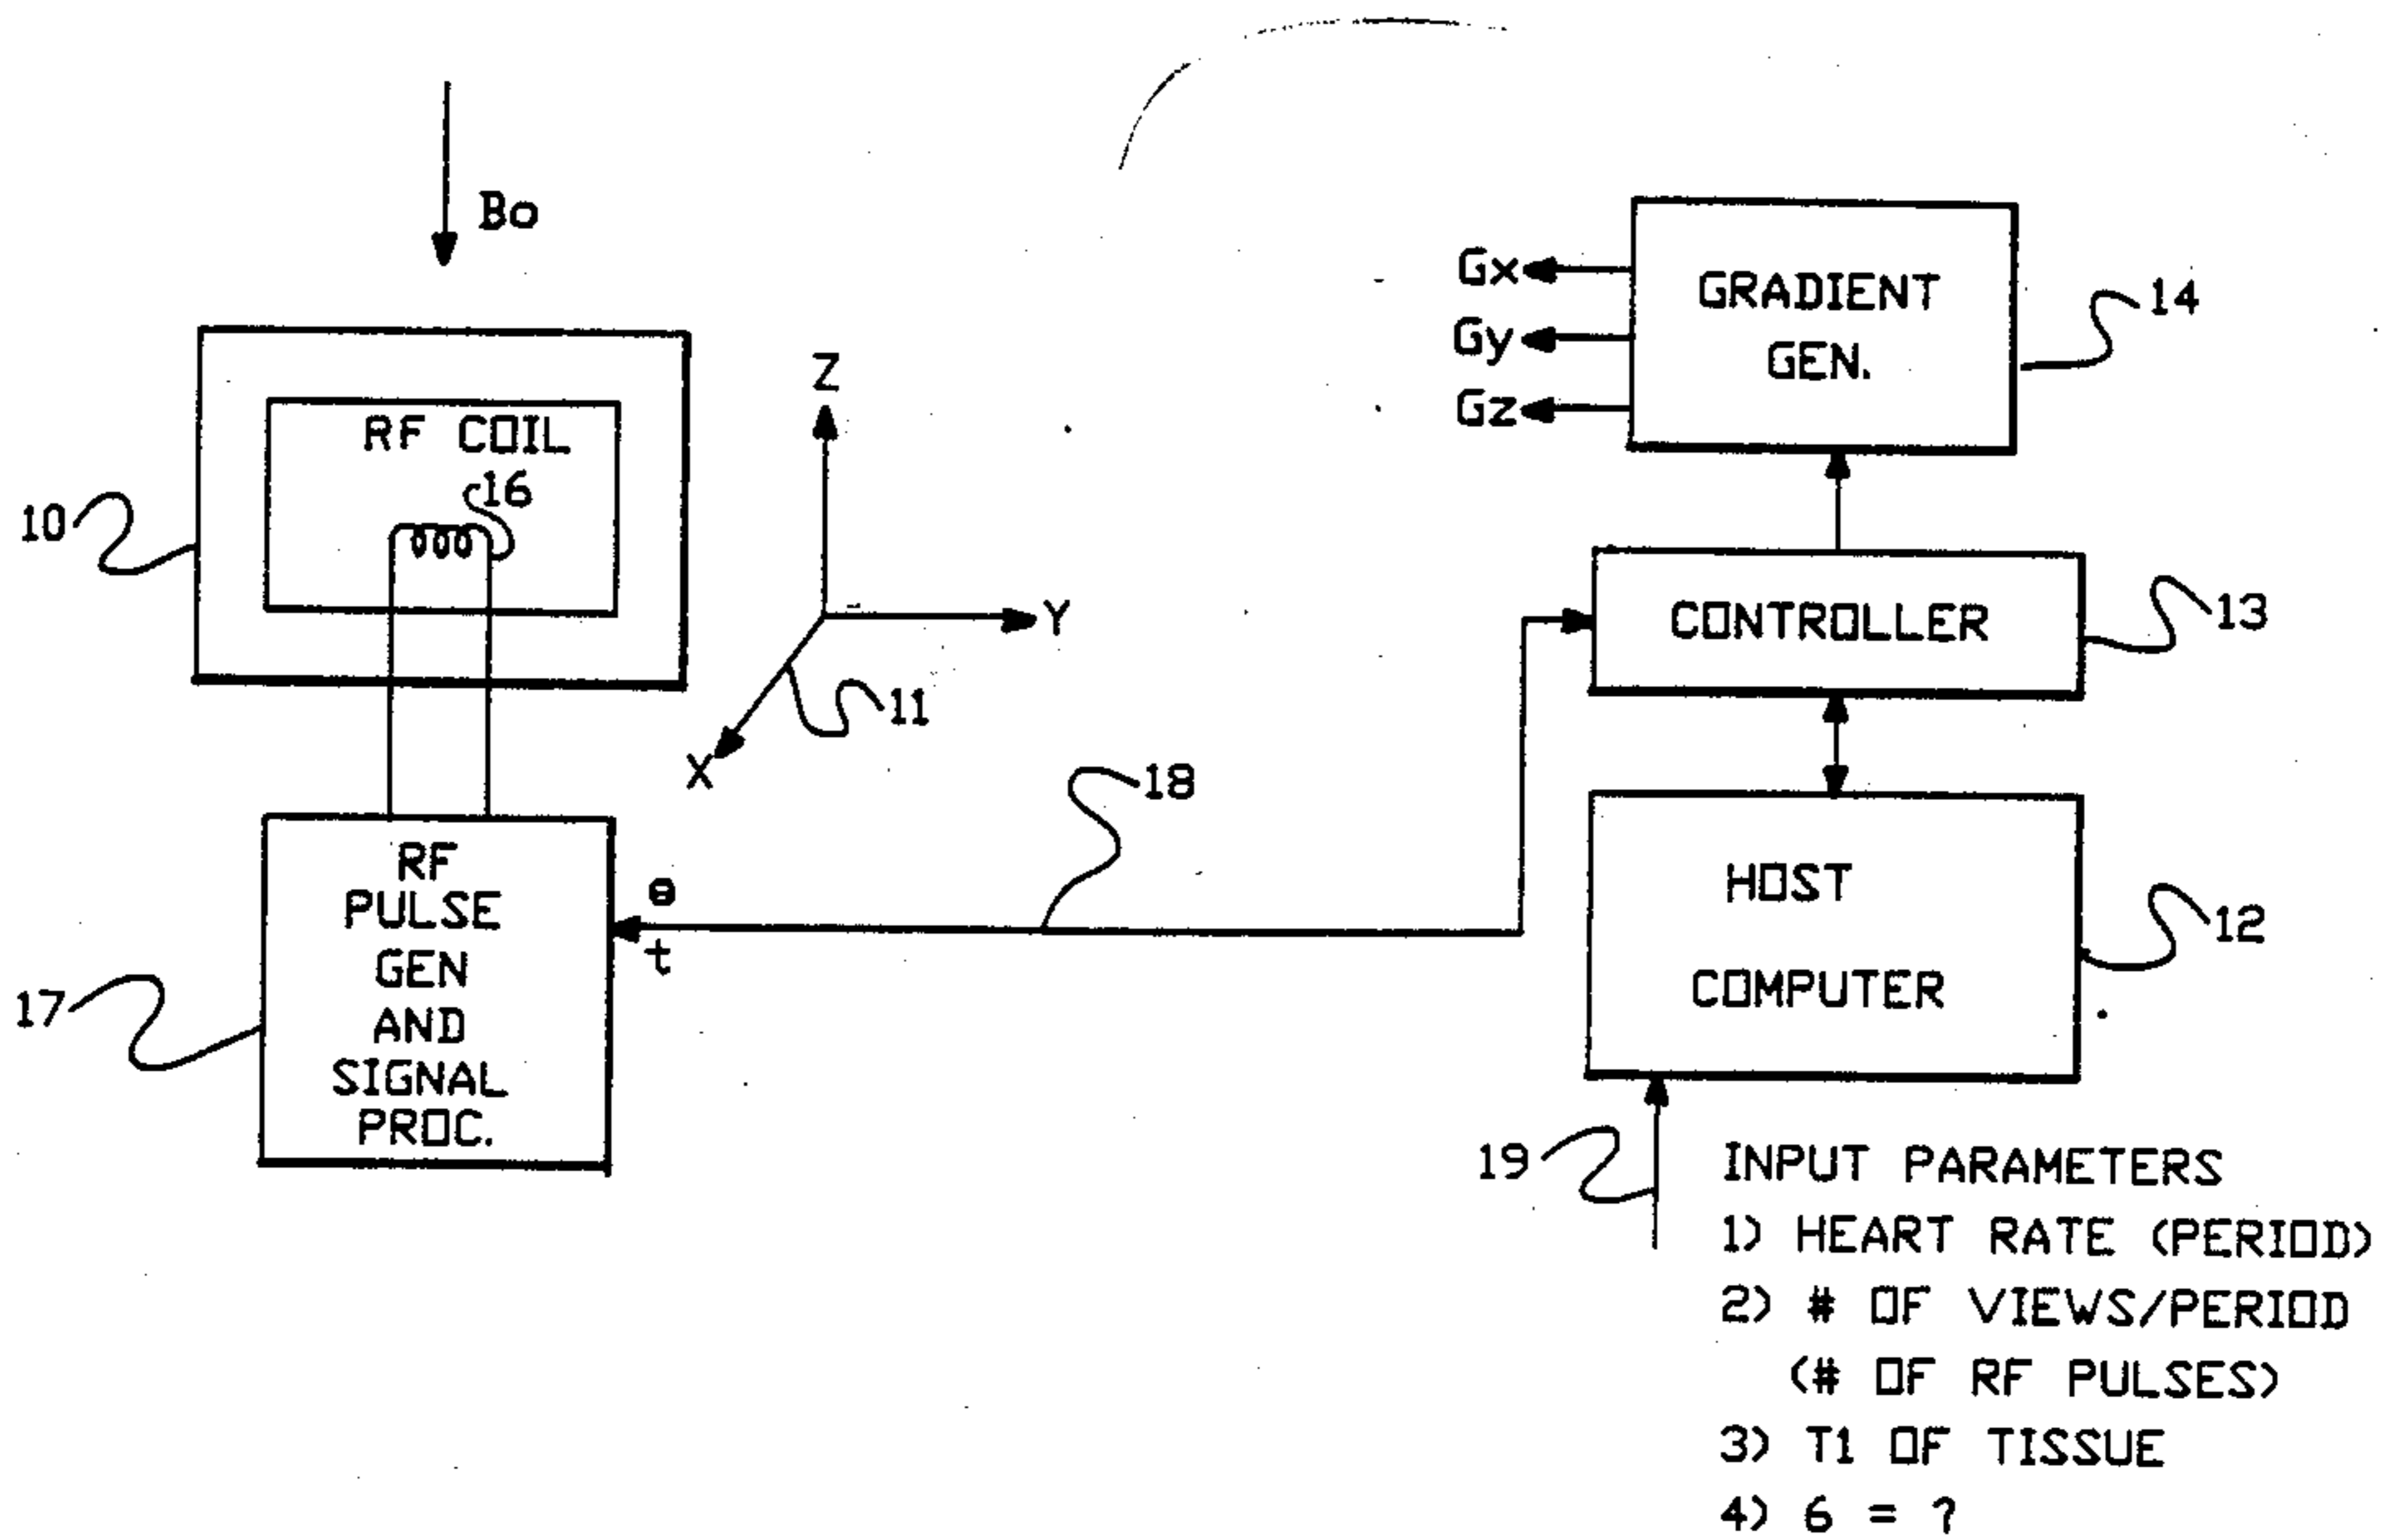 Bo
RF COIL
16
10
Z
Y
X
11
Gx
Gy
Gz
GRADIENT
GEN.
14
CONTROLLER
13
18
HOST
COMPUTER
12
RF
PULSE
GEN
AND
SIGNAL
PROC.
17
θ
t
19
INPUT PARAMETERS
1) HEART RATE (PERIOD)
2) # OF VIEWS/PERIOD
(# OF RF PULSES)
3) T1 OF TISSUE
4) 6 = ?